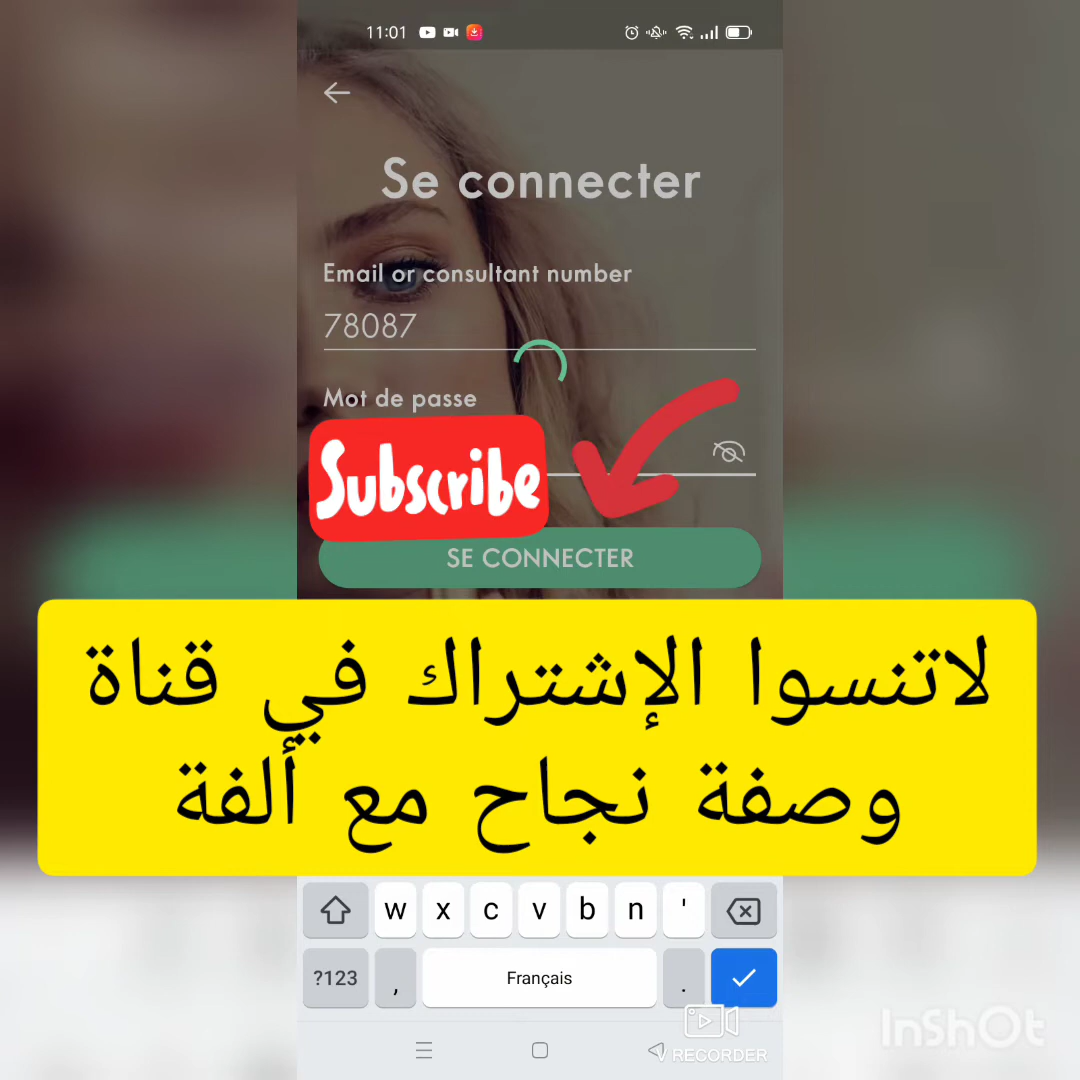 11:01
Se connecter
Email or consultant number
78087
Mot de passe
Subscribe
SE CONNECTER
لاتنسوا الإشتراك في قناة
وصفة نجاح مع ألفة
w x c v b n '
?123 , Français .
RECORDER
InShOt